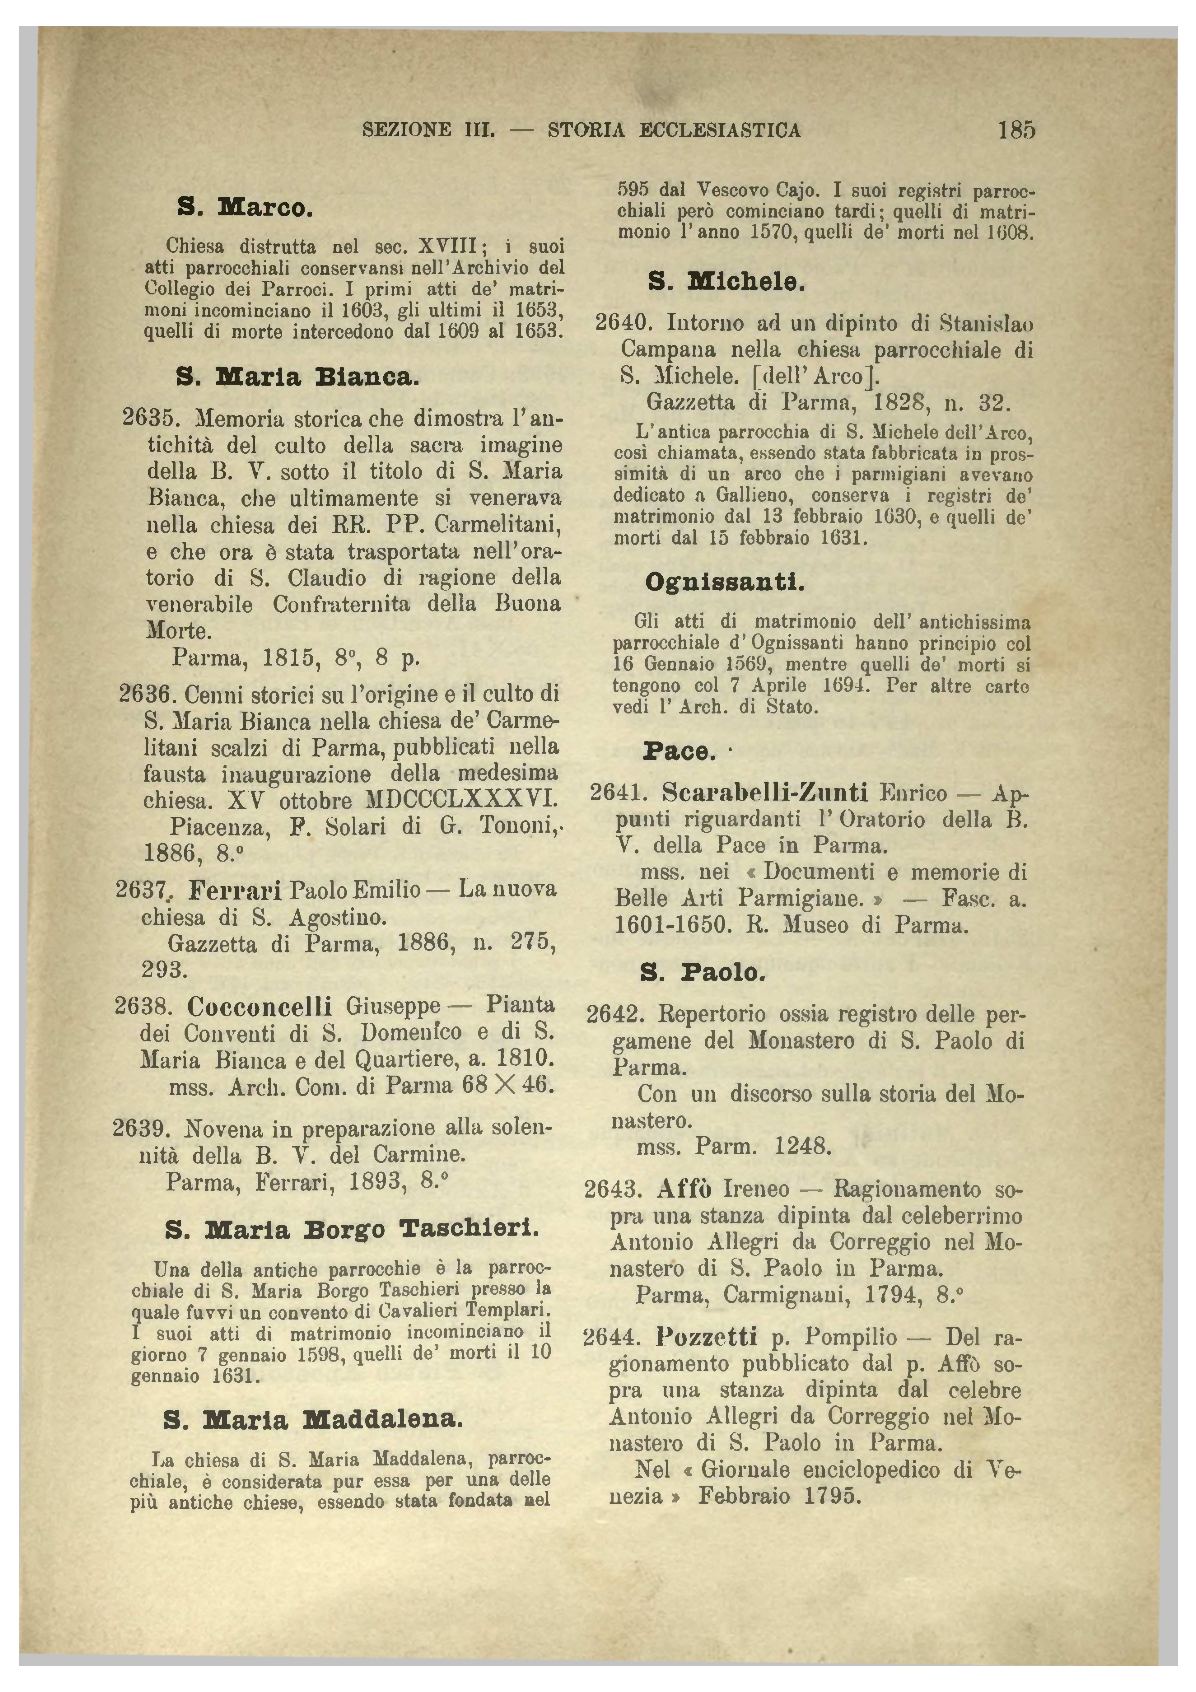 SEZIONE III. — STORIA ECCLESIASTICA 185
S. Marco.
Chiesa distrutta nel sec. XVIII; i suoi
atti parrocchiali conservansi nell'Archivio del
Collegio dei Parroci. I primi atti de' matri-
moni incominciano il 1603, gli ultimi il 1653,
quelli di morte intercedono dal 1609 al 1653.
S. Maria Bianca.
2635. Memoria storica che dimostra l'an-
tichità del culto della sacra imagine
della B. V. sotto il titolo di S. Maria
Bianca, che ultimamente si venerava
nella chiesa dei RR. PP. Carmelitani,
e che ora è stata trasportata nell'ora-
torio di S. Claudio di ragione della
venerabile Confraternita della Buona
Morte.
Parma, 1815, 8º, 8 p.
2636. Cenni storici su l'origine e il culto di
S. Maria Bianca nella chiesa de' Carme-
litani scalzi di Parma, pubblicati nella
fausta inaugurazione della medesima
chiesa. XV ottobre MDCCCLXXXVI.
Piacenza, F. Solari di G. Tononi,
1886, 8.º
2637. Ferrari Paolo Emilio — La nuova
chiesa di S. Agostino.
Gazzetta di Parma, 1886, n. 275,
293.
2638. Cocconcelli Giuseppe — Pianta
dei Conventi di S. Domenico e di S.
Maria Bianca e del Quartiere, a. 1810.
mss. Arch. Com. di Parma 68 × 46.
2639. Novena in preparazione alla solen-
nità della B. V. del Carmine.
Parma, Ferrari, 1893, 8.º
S. Maria Borgo Taschieri.
Una della antiche parrocchie è la parroc-
chiale di S. Maria Borgo Taschieri presso la
quale fuvvi un convento di Cavalieri Templari.
I suoi atti di matrimonio incominciano il
giorno 7 gennaio 1598, quelli de' morti il 10
gennaio 1631.
S. Maria Maddalena.
La chiesa di S. Maria Maddalena, parroc-
chiale, è considerata pur essa per una delle
più antiche chiese, essendo stata fondata nel
595 dal Vescovo Cajo. I suoi registri parroc-
chiali però cominciano tardi; quelli di matri-
monio l'anno 1570, quelli de' morti nel 1608.
S. Michele.
2640. Intorno ad un dipinto di Stanislao
Campana nella chiesa parrocchiale di
S. Michele. [dell'Arco].
Gazzetta di Parma, 1828, n. 32.
L'antica parrocchia di S. Michele dell'Arco,
così chiamata, essendo stata fabbricata in pros-
simità di un arco che i parmigiani avevano
dedicato a Gallieno, conserva i registri de'
matrimonio dal 13 febbraio 1630, e quelli de'
morti dal 15 febbraio 1631.
Ognissanti.
Gli atti di matrimonio dell' antichissima
parrocchiale d'Ognissanti hanno principio col
16 Gennaio 1569, mentre quelli de' morti si
tengono col 7 Aprile 1694. Per altre carte
vedi l'Arch. di Stato.
Pace.
2641. Scarabelli-Zunti Enrico — Ap-
punti riguardanti l'Oratorio della B.
V. della Pace in Parma.
mss. nei « Documenti e memorie di
Belle Arti Parmigiane. » — Fasc. a.
1601-1650. R. Museo di Parma.
S. Paolo.
2642. Repertorio ossia registro delle per-
gamene del Monastero di S. Paolo di
Parma.
Con un discorso sulla storia del Mo-
nastero.
mss. Parm. 1248.
2643. Affò Ireneo — Ragionamento so-
pra una stanza dipinta dal celeberrimo
Antonio Allegri da Correggio nel Mo-
nastero di S. Paolo in Parma.
Parma, Carmignani, 1794, 8.º
2644. Pozzetti p. Pompilio — Del ra-
gionamento pubblicato dal p. Affò so-
pra una stanza dipinta dal celebre
Antonio Allegri da Correggio nel Mo-
nastero di S. Paolo in Parma.
Nel « Giornale enciclopedico di Ve-
nezia » Febbraio 1795.